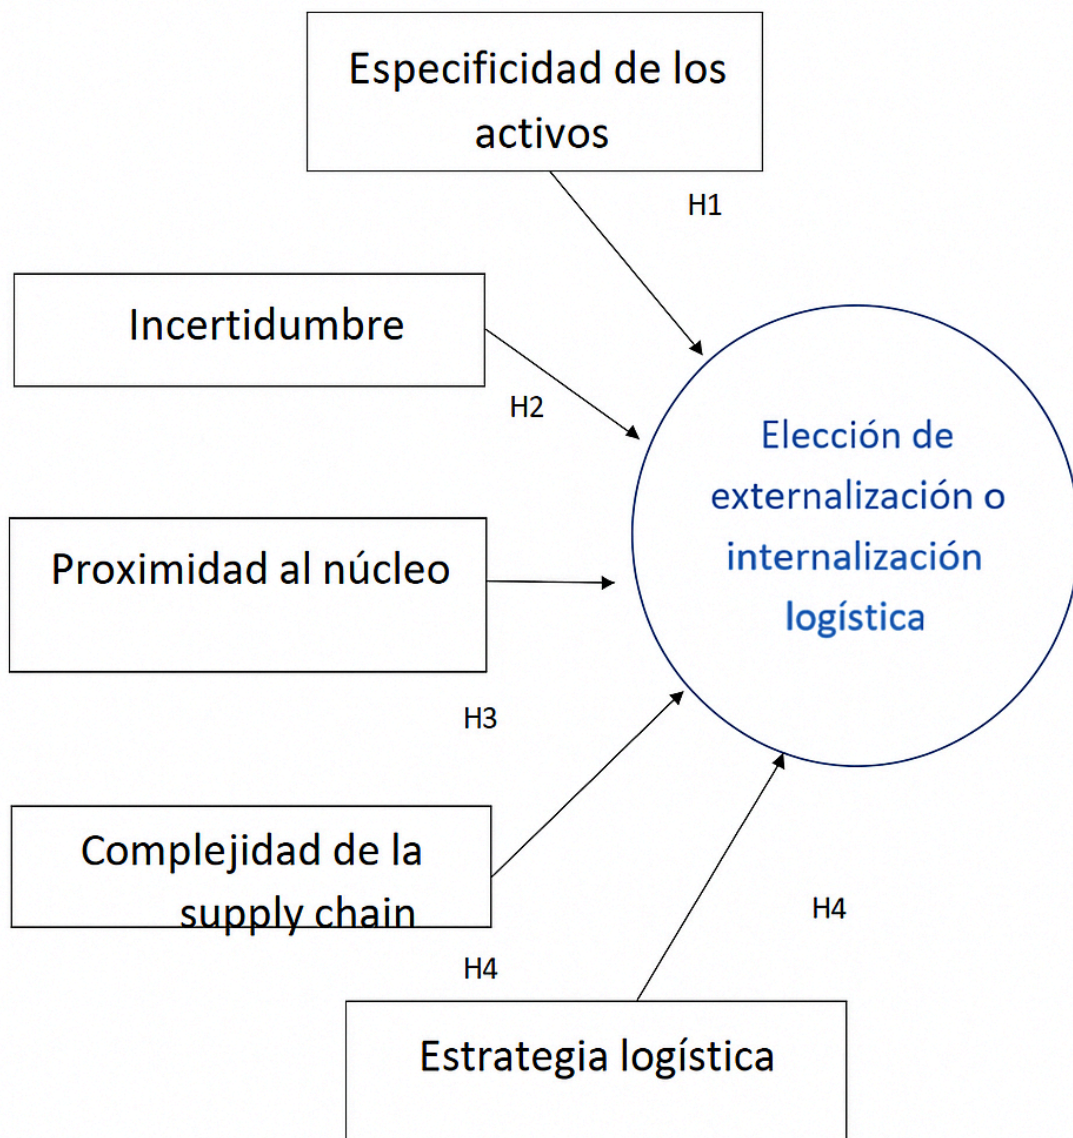 Especificidad de los
activos
H1
Incertidumbre
H2
Elección de
externalización o
internalización
logística
Proximidad al núcleo
H3
Complejidad de la
supply chain
H4
H4
Estrategia logística